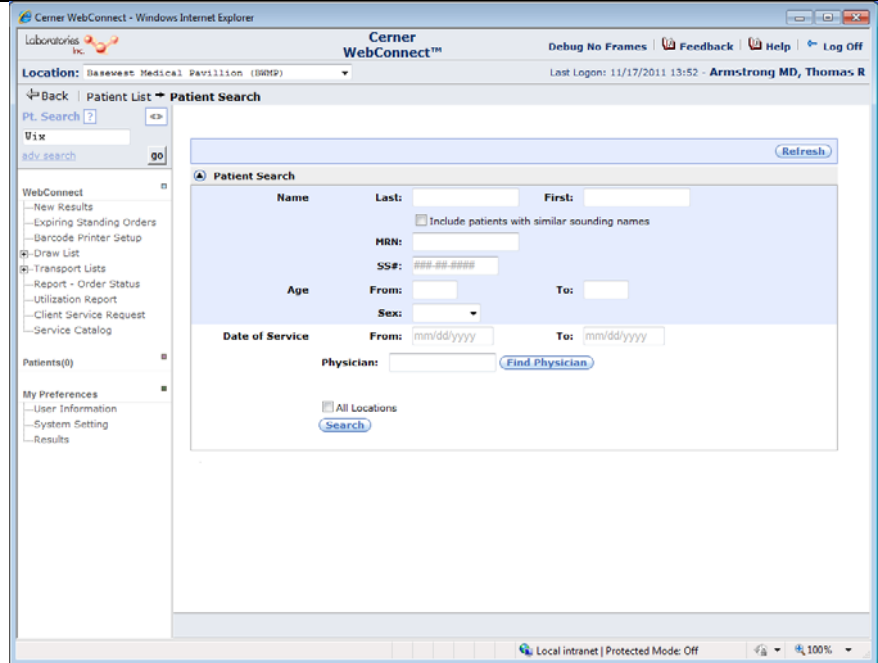 Cerner WebConnect - Windows Internet Explorer
Laboratories Inc.
Cerner WebConnect™
Debug No Frames | Feedback | Help | Log Off
Location: Basewest Medical Pavillion (BWMP)
Last Logon: 11/17/2011 13:52 - Armstrong MD, Thomas R
Back | Patient List → Patient Search
Pt. Search ? <>
Vix
adv search go
Refresh
Patient Search
Name Last: First:
Include patients with similar sounding names
MRN:
SS#: ###-##-####
Age From: To:
Sex:
Date of Service From: mm/dd/yyyy To: mm/dd/yyyy
Physician: Find Physician
All Locations
Search
WebConnect
New Results
Expiring Standing Orders
Barcode Printer Setup
Draw List
Transport Lists
Report - Order Status
Utilization Report
Client Service Request
Service Catalog
Patients(0)
My Preferences
User Information
System Setting
Results
Local intranet | Protected Mode: Off
100%